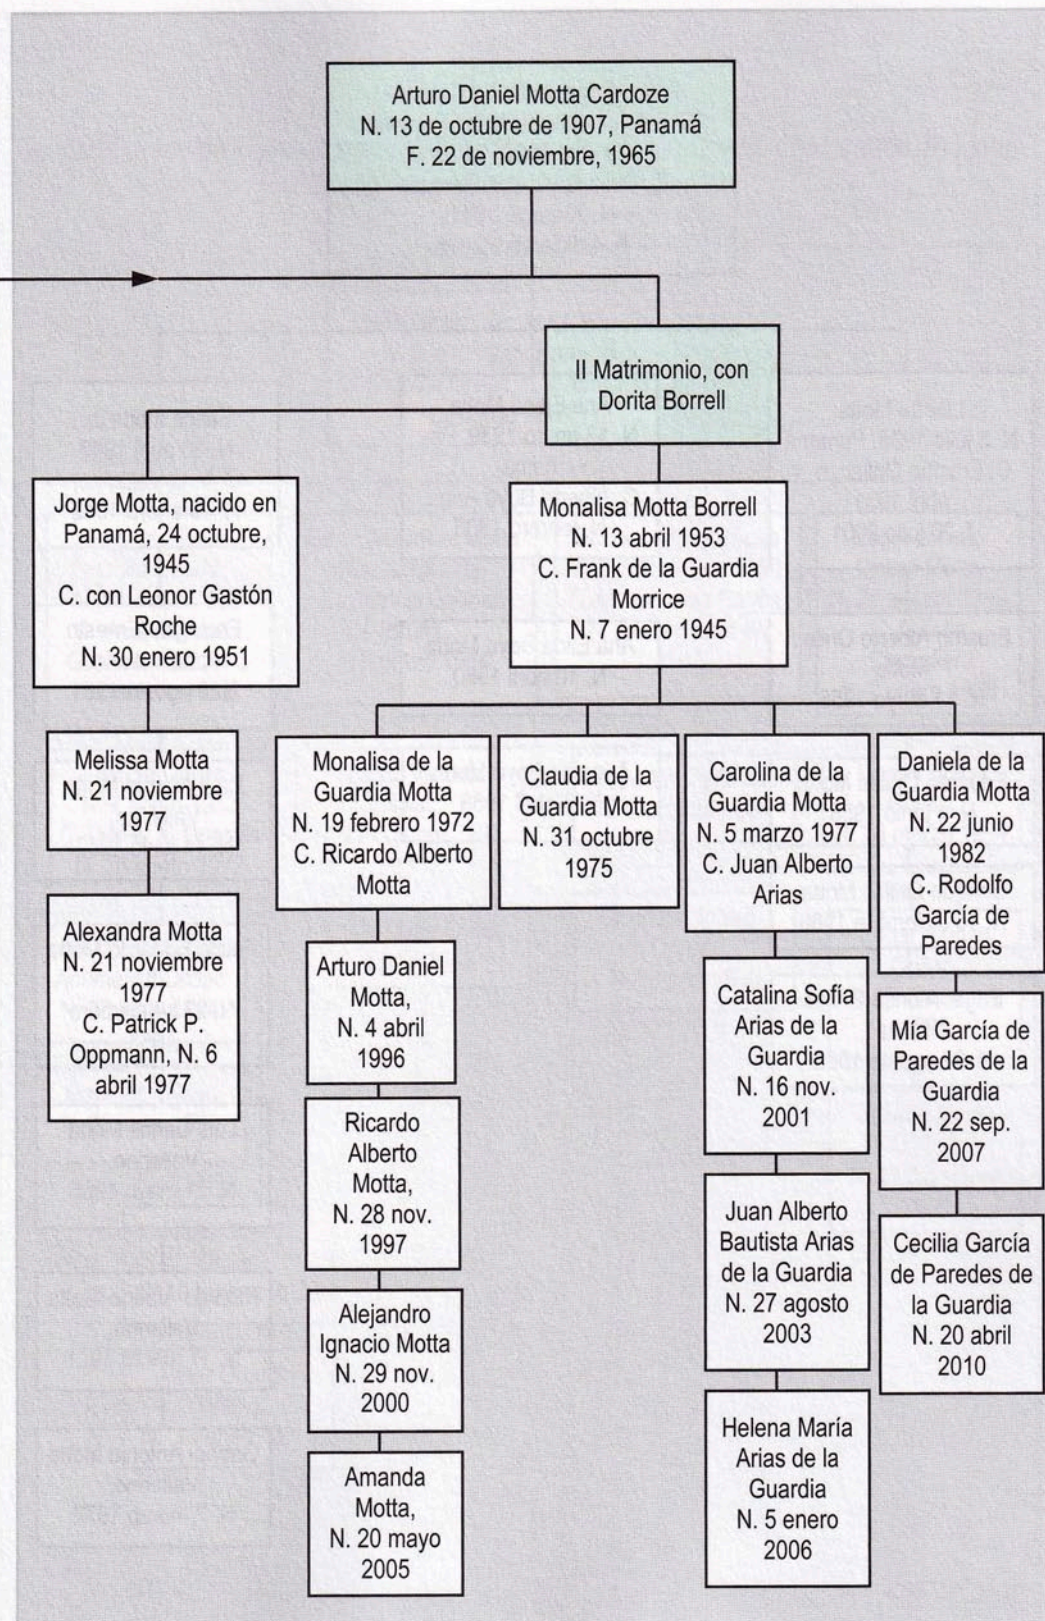 Arturo Daniel Motta Cardoze
N. 13 de octubre de 1907, Panamá
F. 22 de noviembre, 1965
II Matrimonio, con
Dorita Borrell
Jorge Motta, nacido en
Panamá, 24 octubre,
1945
C. con Leonor Gastón
Roche
N. 30 enero 1951
Monalisa Motta Borrell
N. 13 abril 1953
C. Frank de la Guardia
Morrice
N. 7 enero 1945
Melissa Motta
N. 21 noviembre
1977
Alexandra Motta
N. 21 noviembre
1977
C. Patrick P.
Oppmann, N. 6
abril 1977
Monalisa de la
Guardia Motta
N. 19 febrero 1972
C. Ricardo Alberto
Motta
Arturo Daniel
Motta,
N. 4 abril
1996
Ricardo
Alberto
Motta,
N. 28 nov.
1997
Alejandro
Ignacio Motta
N. 29 nov.
2000
Amanda
Motta,
N. 20 mayo
2005
Claudia de la
Guardia Motta
N. 31 octubre
1975
Carolina de la
Guardia Motta
N. 5 marzo 1977
C. Juan Alberto
Arias
Catalina Sofía
Arias de la
Guardia
N. 16 nov.
2001
Juan Alberto
Bautista Arias
de la Guardia
N. 27 agosto
2003
Helena María
Arias de la
Guardia
N. 5 enero
2006
Daniela de la
Guardia Motta
N. 22 junio
1982
C. Rodolfo
García de
Paredes
Mía García de
Paredes de la
Guardia
N. 22 sep.
2007
Cecilia García
de Paredes de
la Guardia
N. 20 abril
2010